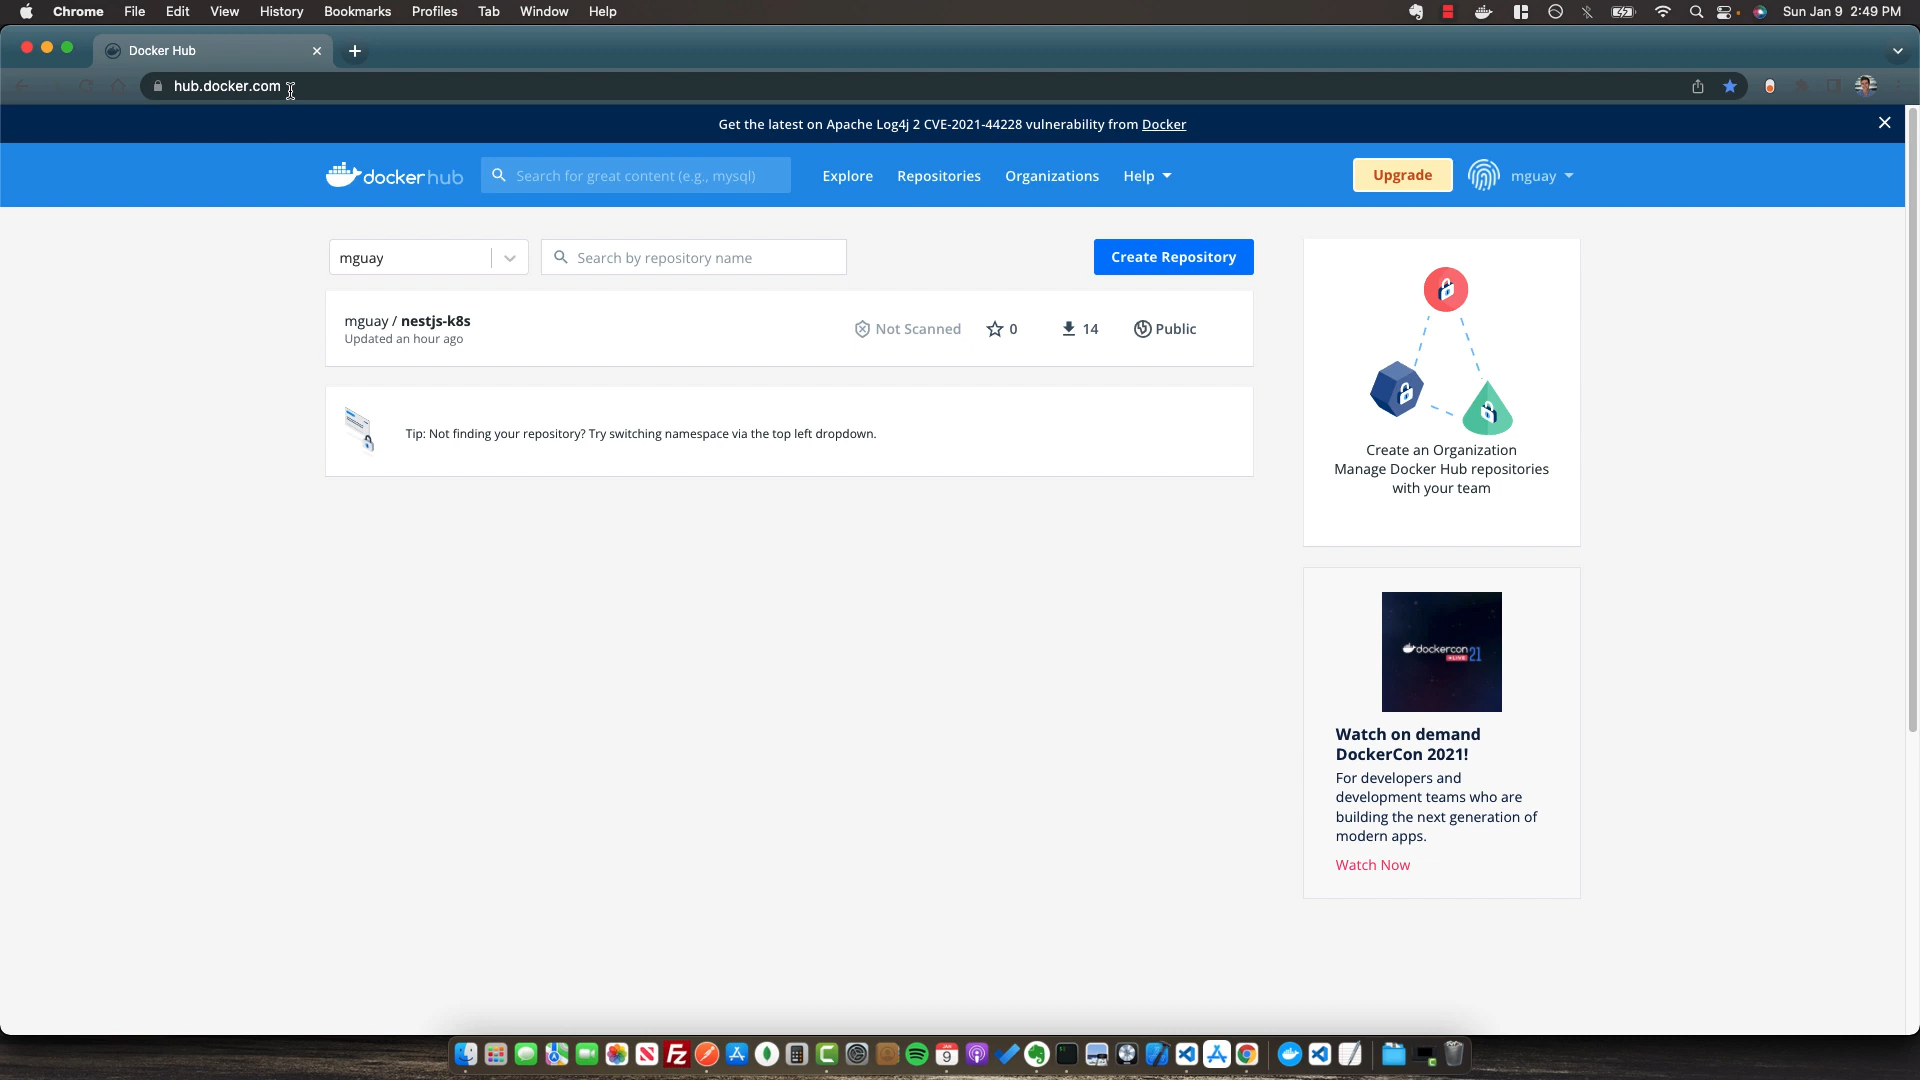 Chrome File Edit View History Bookmarks Profiles Tab Window Help Sun Jan 9 2:49 PM
Docker Hub
hub.docker.com
Get the latest on Apache Log4j 2 CVE-2021-44228 vulnerability from Docker
dockerhub Search for great content (e.g., mysql) Explore Repositories Organizations Help Upgrade mguay
mguay Search by repository name Create Repository
mguay / nestjs-k8s
Updated an hour ago
Not Scanned 0 14 Public
Tip: Not finding your repository? Try switching namespace via the top left dropdown.
Create an Organization
Manage Docker Hub repositories
with your team
dockercon 21
LIVE
Watch on demand
DockerCon 2021!
For developers and
development teams who are
building the next generation of
modern apps.
Watch Now